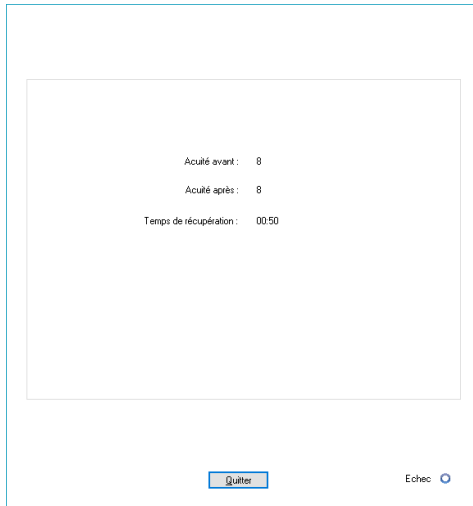 Acuité avant : 8
Acuité après : 8
Temps de récupération : 00:50
Quitter
Echec